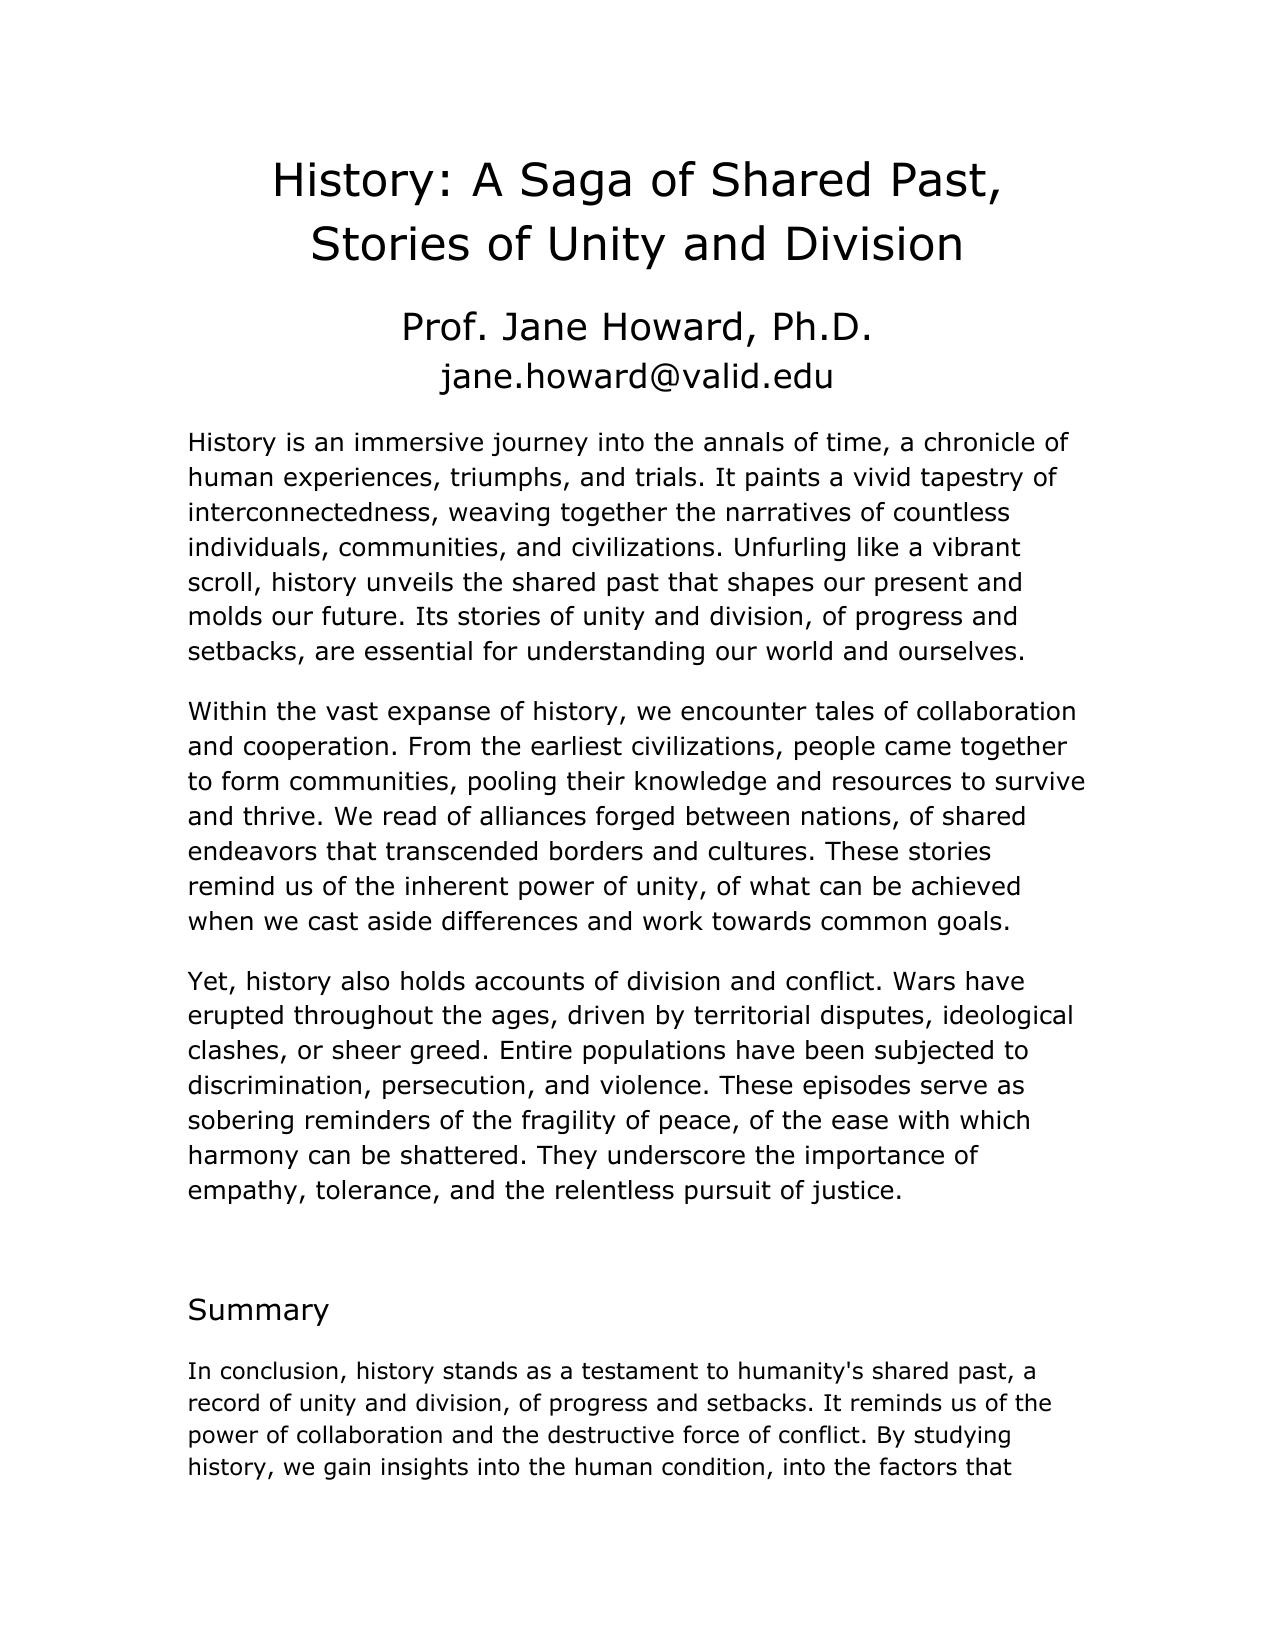 History: A Saga of Shared Past,
Stories of Unity and Division
Prof. Jane Howard, Ph.D.
jane.howard@valid.edu
History is an immersive journey into the annals of time, a chronicle of
human experiences, triumphs, and trials. It paints a vivid tapestry of
interconnectedness, weaving together the narratives of countless
individuals, communities, and civilizations. Unfurling like a vibrant
scroll, history unveils the shared past that shapes our present and
molds our future. Its stories of unity and division, of progress and
setbacks, are essential for understanding our world and ourselves.
Within the vast expanse of history, we encounter tales of collaboration
and cooperation. From the earliest civilizations, people came together
to form communities, pooling their knowledge and resources to survive
and thrive. We read of alliances forged between nations, of shared
endeavors that transcended borders and cultures. These stories
remind us of the inherent power of unity, of what can be achieved
when we cast aside differences and work towards common goals.
Yet, history also holds accounts of division and conflict. Wars have
erupted throughout the ages, driven by territorial disputes, ideological
clashes, or sheer greed. Entire populations have been subjected to
discrimination, persecution, and violence. These episodes serve as
sobering reminders of the fragility of peace, of the ease with which
harmony can be shattered. They underscore the importance of
empathy, tolerance, and the relentless pursuit of justice.
Summary
In conclusion, history stands as a testament to humanity's shared past, a
record of unity and division, of progress and setbacks. It reminds us of the
power of collaboration and the destructive force of conflict. By studying
history, we gain insights into the human condition, into the factors that